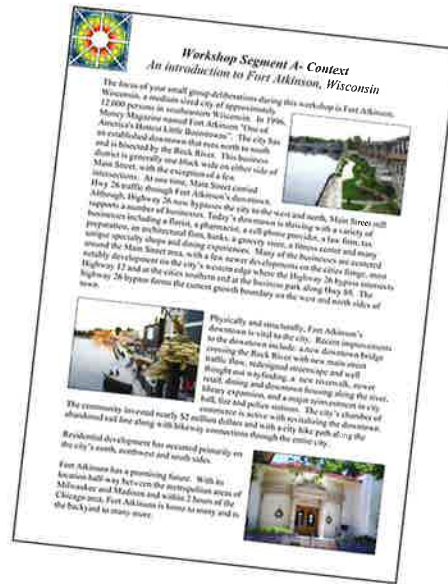 Workshop Segment A- Context
An introduction to Fort Atkinson, Wisconsin
The focus of your small group deliberations during this workshop is Fort Atkinson,
Wisconsin, a medium sized city of approximately
12,000 persons in southeastern Wisconsin. In 1996,
Money Magazine named Fort Atkinson "One of
America's Hottest Little Boomtowns". The city has
an established downtown that runs north to south
and is bisected by the Rock River. This business
district is generally one block wide on either side of
Main Street, with the exception of a few
intersections. At one time, Main Street carried
Hwy 26 traffic through Fort Atkinson's downtown.
Although, Highway 26 now bypasses the city to the west and north, Main Street still
supports a number of businesses. Today's downtown is thriving with a variety of
businesses including a florist, a pharmacist, a cell-phone provider, a law firm, tax
preparation, an architectural firm, banks, a grocery store, a fitness center and many
unique specialty shops and dining experiences. Many of the businesses are centered
around the Main Street area, with a few newer developments on the cities fringe, most
notably development on the city's western edge where the Highway 26 bypass intersects
Highway 12 and at the cities northern end at the business park along Hwy 89. The
highway 26 bypass forms the current growth boundary on the west and north sides of
town.
Physically and structurally, Fort Atkinson's
downtown is vital to the city. Recent improvements
to the downtown include: a new downtown bridge
crossing the Rock River with new main street
traffic flow, redesigned streetscape and well
thought out wayfinding, a new riverwalk, newer
retail, dining and downtown housing along the river,
library expansion, and a major reinvestment in city
hall, fire and police stations. The city's chamber of
commerce is active with revitalizing the downtown.
The community invested nearly $2 million dollars and with a city bike path along the
abandoned rail line along with bikeway connections through the entire city.
Residential development has occurred primarily on
the city's north, northwest and south sides.
Fort Atkinson has a promising future. With its
location half-way between the metropolitan areas of
Milwaukee and Madison and within 2 hours of the
Chicago area, Fort Atkinson is home to many and is
the backyard to many more.